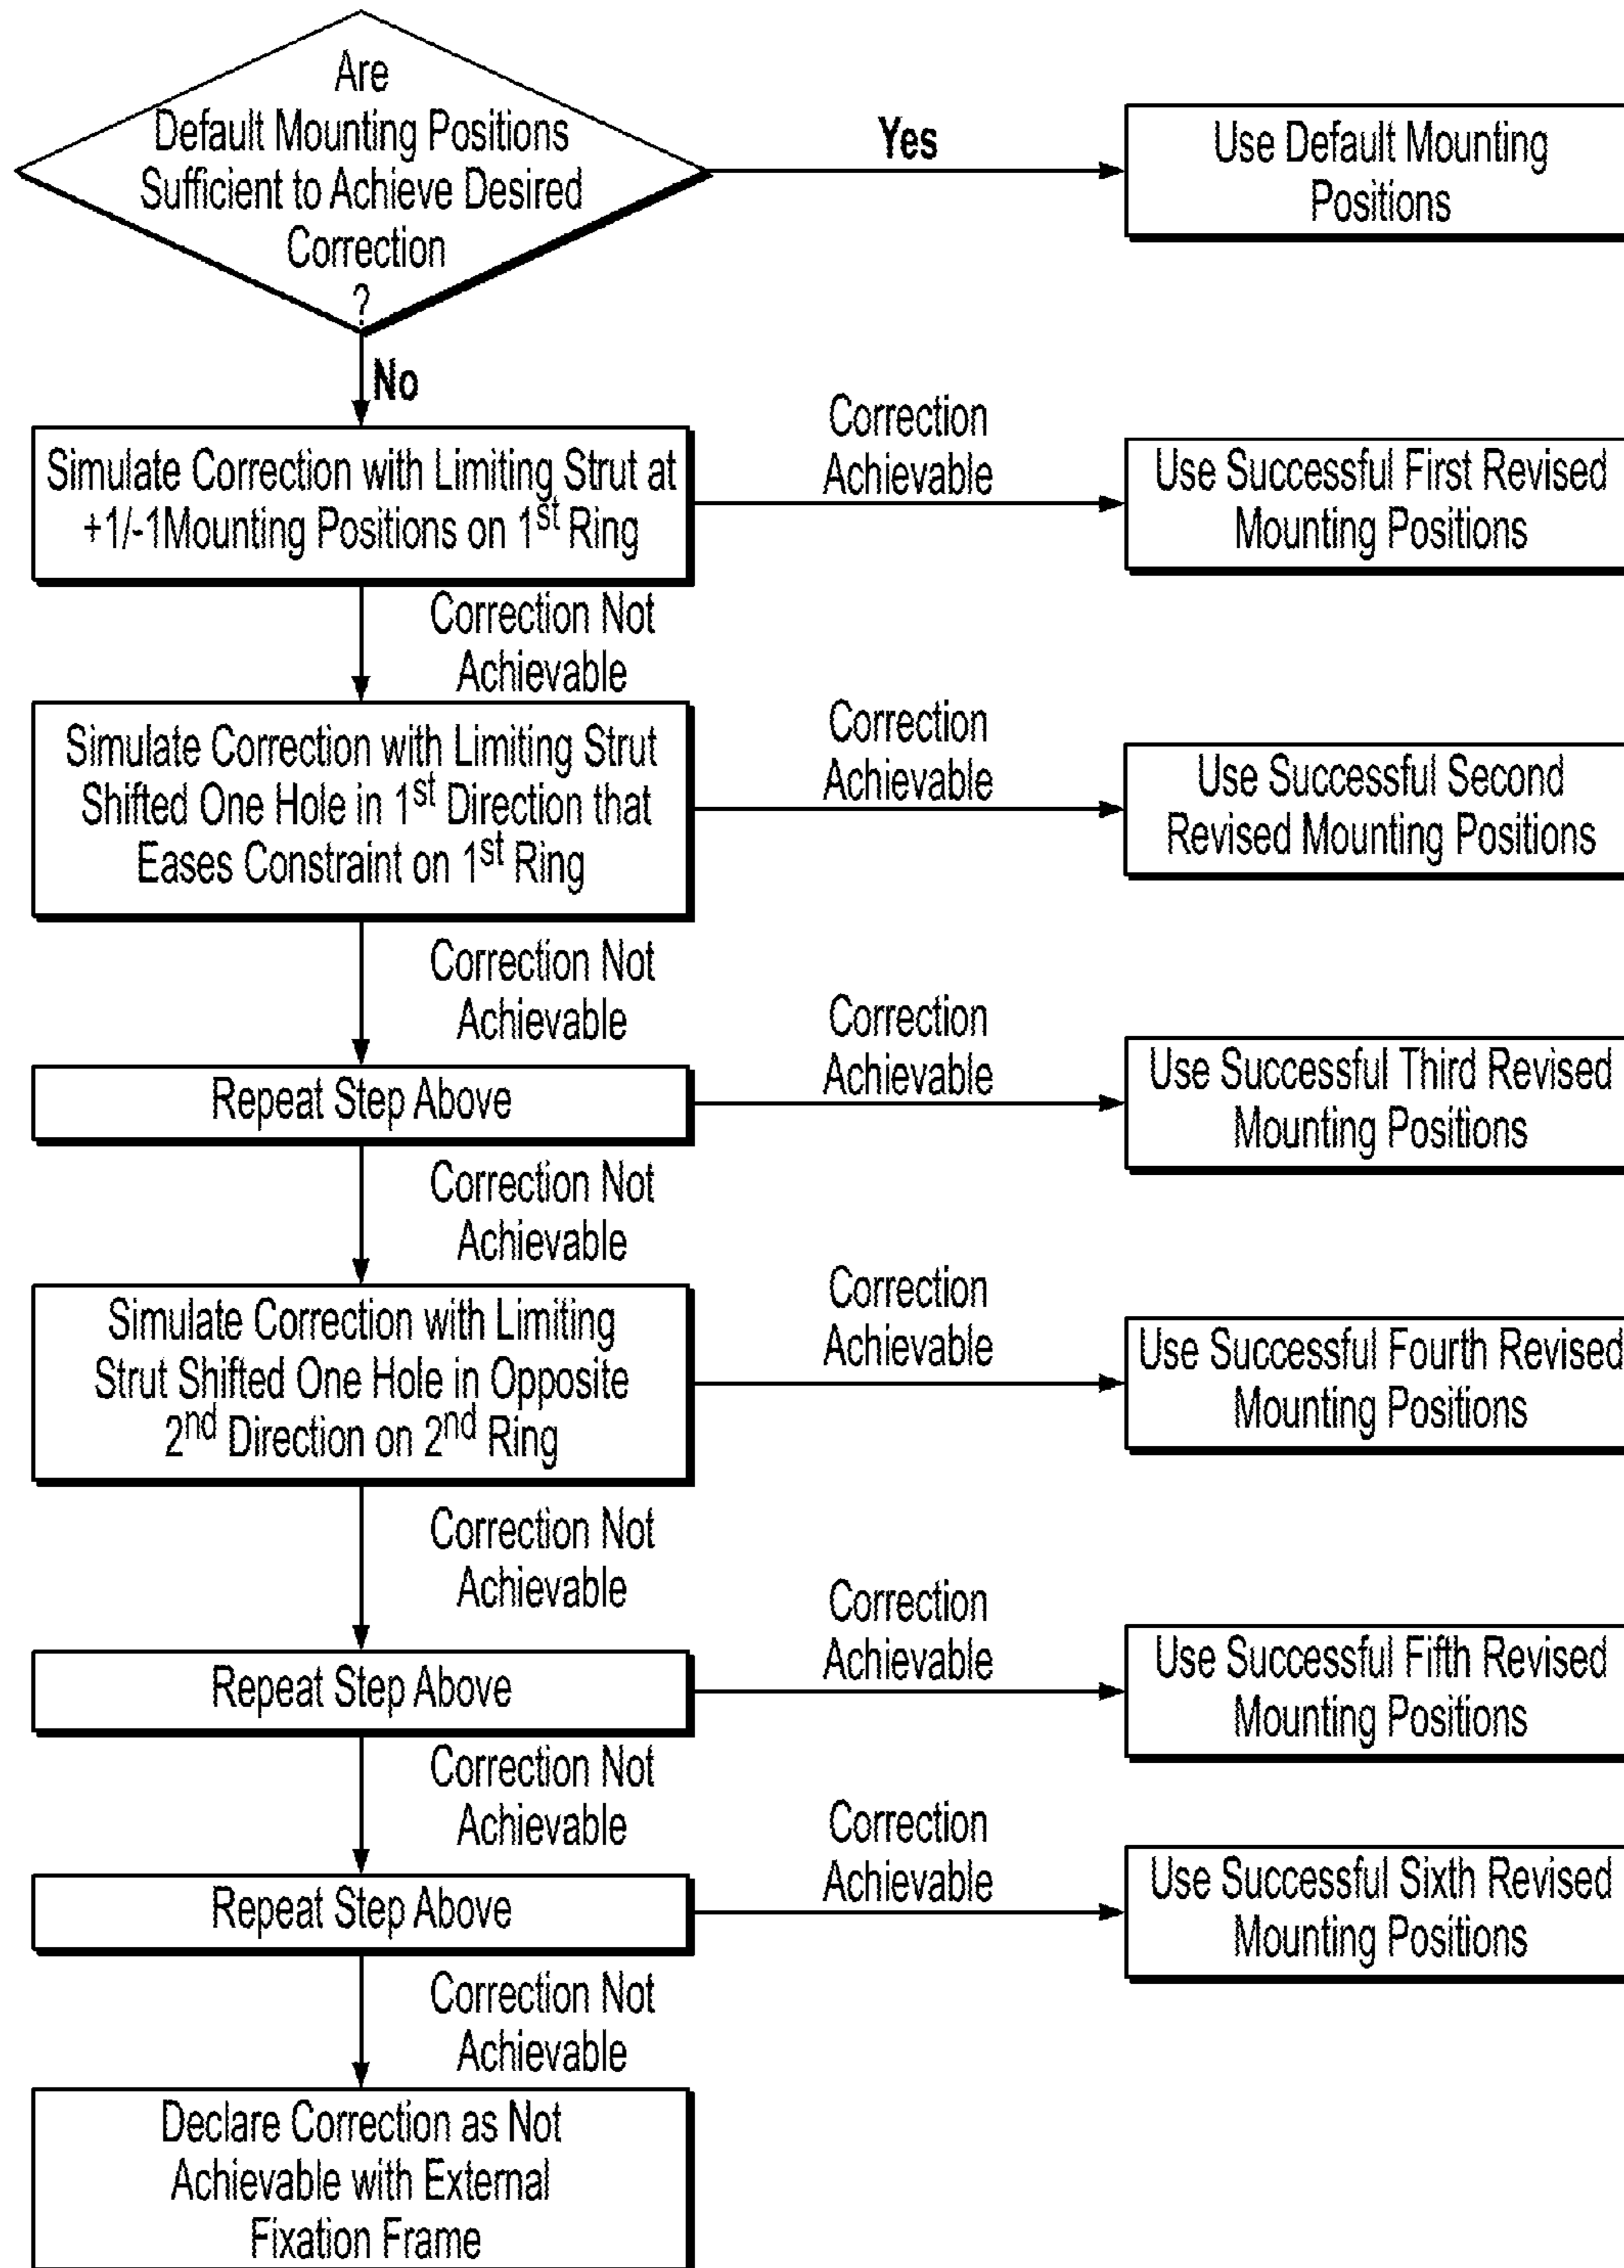 Are
Default Mounting Positions
Sufficient to Achieve Desired
Correction
?
Yes
Use Default Mounting
Positions
No
Simulate Correction with Limiting Strut at
+1/-1Mounting Positions on 1st Ring
Correction
Achievable
Use Successful First Revised
Mounting Positions
Correction Not
Achievable
Simulate Correction with Limiting Strut
Shifted One Hole in 1st Direction that
Eases Constraint on 1st Ring
Correction
Achievable
Use Successful Second
Revised Mounting Positions
Correction Not
Achievable
Repeat Step Above
Correction
Achievable
Use Successful Third Revised
Mounting Positions
Correction Not
Achievable
Simulate Correction with Limiting
Strut Shifted One Hole in Opposite
2nd Direction on 2nd Ring
Correction
Achievable
Use Successful Fourth Revised
Mounting Positions
Correction Not
Achievable
Repeat Step Above
Correction
Achievable
Use Successful Fifth Revised
Mounting Positions
Correction Not
Achievable
Repeat Step Above
Correction
Achievable
Use Successful Sixth Revised
Mounting Positions
Correction Not
Achievable
Declare Correction as Not
Achievable with External
Fixation Frame